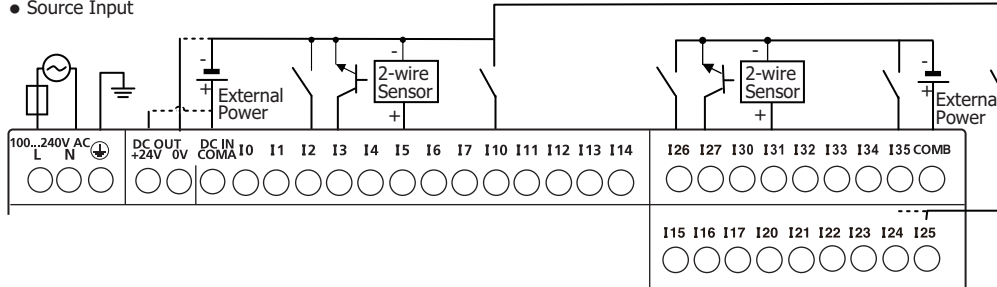 ● Source Input
-
+
External
Power
-
2-wire
Sensor
+
-
2-wire
Sensor
+
-
+
Externa
Power
100...240V AC
L N
DC OUT
+24V 0V
DC IN
COMA I0 I1 I2 I3 I4 I5 I6 I7 I10 I11 I12 I13 I14
I26 I27 I30 I31 I32 I33 I34 I35 COMB
I15 I16 I17 I20 I21 I22 I23 I24 I25